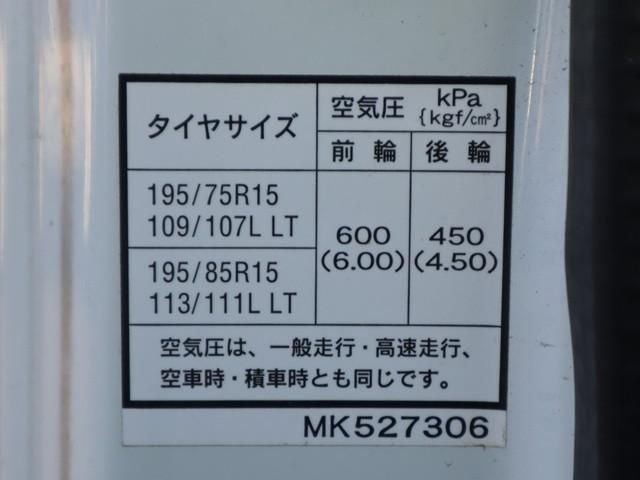 タイヤサイズ
空気圧 kPa
{kgf/cm²}
前輪 後輪
195/75R15
109/107L LT
195/85R15
113/111L LT
600 450
(6.00) (4.50)
空気圧は、一般走行・高速走行、
空車時・積車時とも同じです。
MK527306